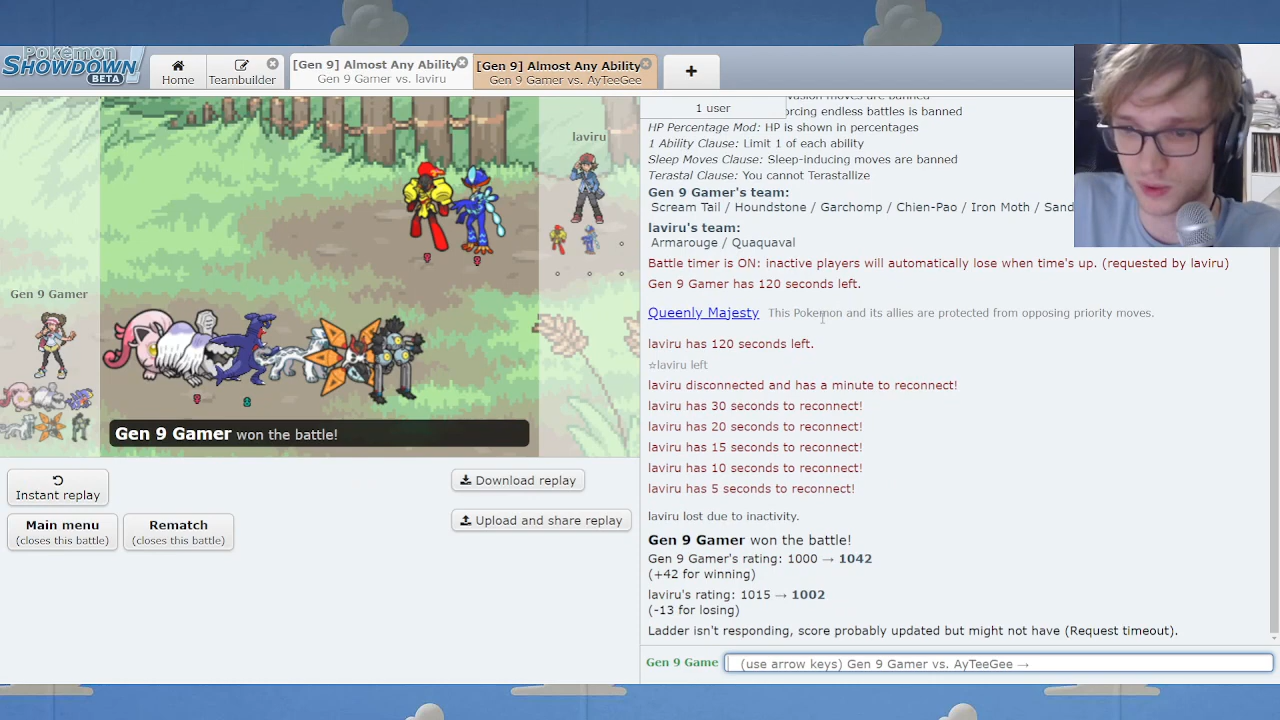 Pokémon
SHOWDOWN!
BETA
Home
Teambuilder
[Gen 9] Almost Any Ability
Gen 9 Gamer vs. laviru
[Gen 9] Almost Any Ability
Gen 9 Gamer vs. AyTeeGee
+
laviru
Gen 9 Gamer
Gen 9 Gamer won the battle!
Instant replay
Download replay
Upload and share replay
Main menu
(closes this battle)
Rematch
(closes this battle)
1 user
orcing endless battles is banned
HP Percentage Mod: HP is shown in percentages
1 Ability Clause: Limit 1 of each ability
Sleep Moves Clause: Sleep-inducing moves are banned
Terastal Clause: You cannot Terastallize
Gen 9 Gamer's team:
Scream Tail / Houndstone / Garchomp / Chien-Pao / Iron Moth / Sand
laviru's team:
Armarouge / Quaquaval
Battle timer is ON: inactive players will automatically lose when time's up. (requested by laviru)
Gen 9 Gamer has 120 seconds left.
Queenly Majesty This Pokemon and its allies are protected from opposing priority moves.
laviru has 120 seconds left.
☆laviru left
laviru disconnected and has a minute to reconnect!
laviru has 30 seconds to reconnect!
laviru has 20 seconds to reconnect!
laviru has 15 seconds to reconnect!
laviru has 10 seconds to reconnect!
laviru has 5 seconds to reconnect!
laviru lost due to inactivity.
Gen 9 Gamer won the battle!
Gen 9 Gamer's rating: 1000 → 1042
(+42 for winning)
laviru's rating: 1015 → 1002
(-13 for losing)
Ladder isn't responding, score probably updated but might not have (Request timeout).
Gen 9 Game
(use arrow keys) Gen 9 Gamer vs. AyTeeGee →